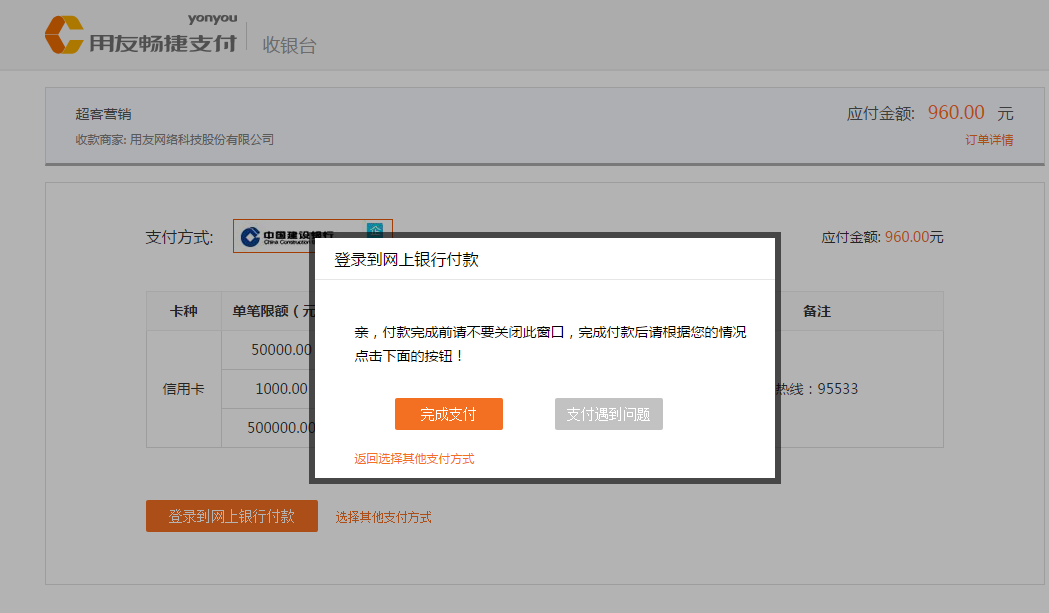 yonyou
用友畅捷支付
收银台
超客营销
应付金额: 960.00 元
收款商家: 用友网络科技股份有限公司
订单详情
支付方式:
中国建设银行
China Construction
企
应付金额: 960.00元
登录到网上银行付款
卡种
单笔限额（元
备注
亲，付款完成前请不要关闭此窗口，完成付款后请根据您的情况
点击下面的按钮！
50000.00
信用卡
1000.00
热线：95533
500000.00
完成支付
支付遇到问题
返回选择其他支付方式
登录到网上银行付款
选择其他支付方式